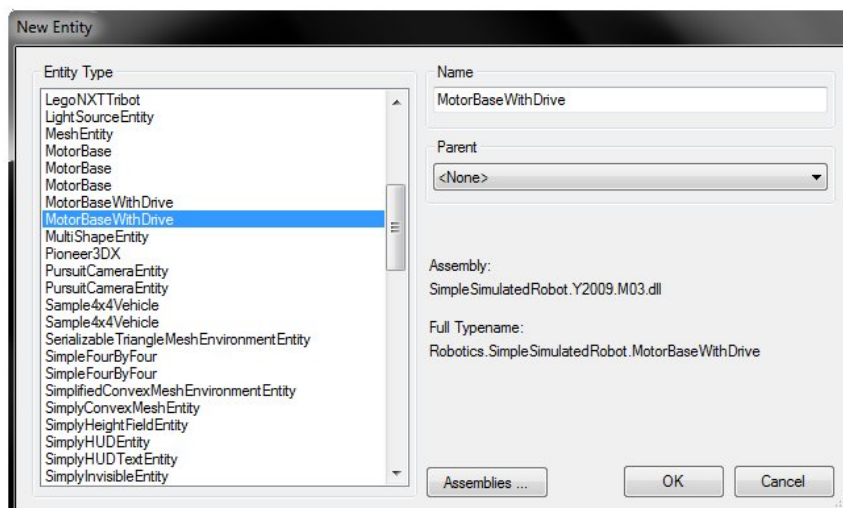 New Entity
Entity Type
LegoNXTTribot
LightSourceEntity
MeshEntity
MotorBase
MotorBase
MotorBase
MotorBaseWithDrive
MotorBaseWithDrive
MultiShapeEntity
Pioneer3DX
PursuitCameraEntity
PursuitCameraEntity
Sample4x4Vehicle
Sample4x4Vehicle
SerializableTriangleMeshEnvironmentEntity
SimpleFourByFour
SimpleFourByFour
SimplifiedConvexMeshEnvironmentEntity
SimplyConvexMeshEntity
SimplyHeightFieldEntity
SimplyHUDEntity
SimplyHUDTextEntity
SimplyInvisibleEntity
Name
MotorBaseWithDrive
Parent
<None>
Assembly:
SimpleSimulatedRobot.Y2009.M03.dll
Full Typename:
Robotics.SimpleSimulatedRobot.MotorBaseWithDrive
Assemblies ...
OK
Cancel